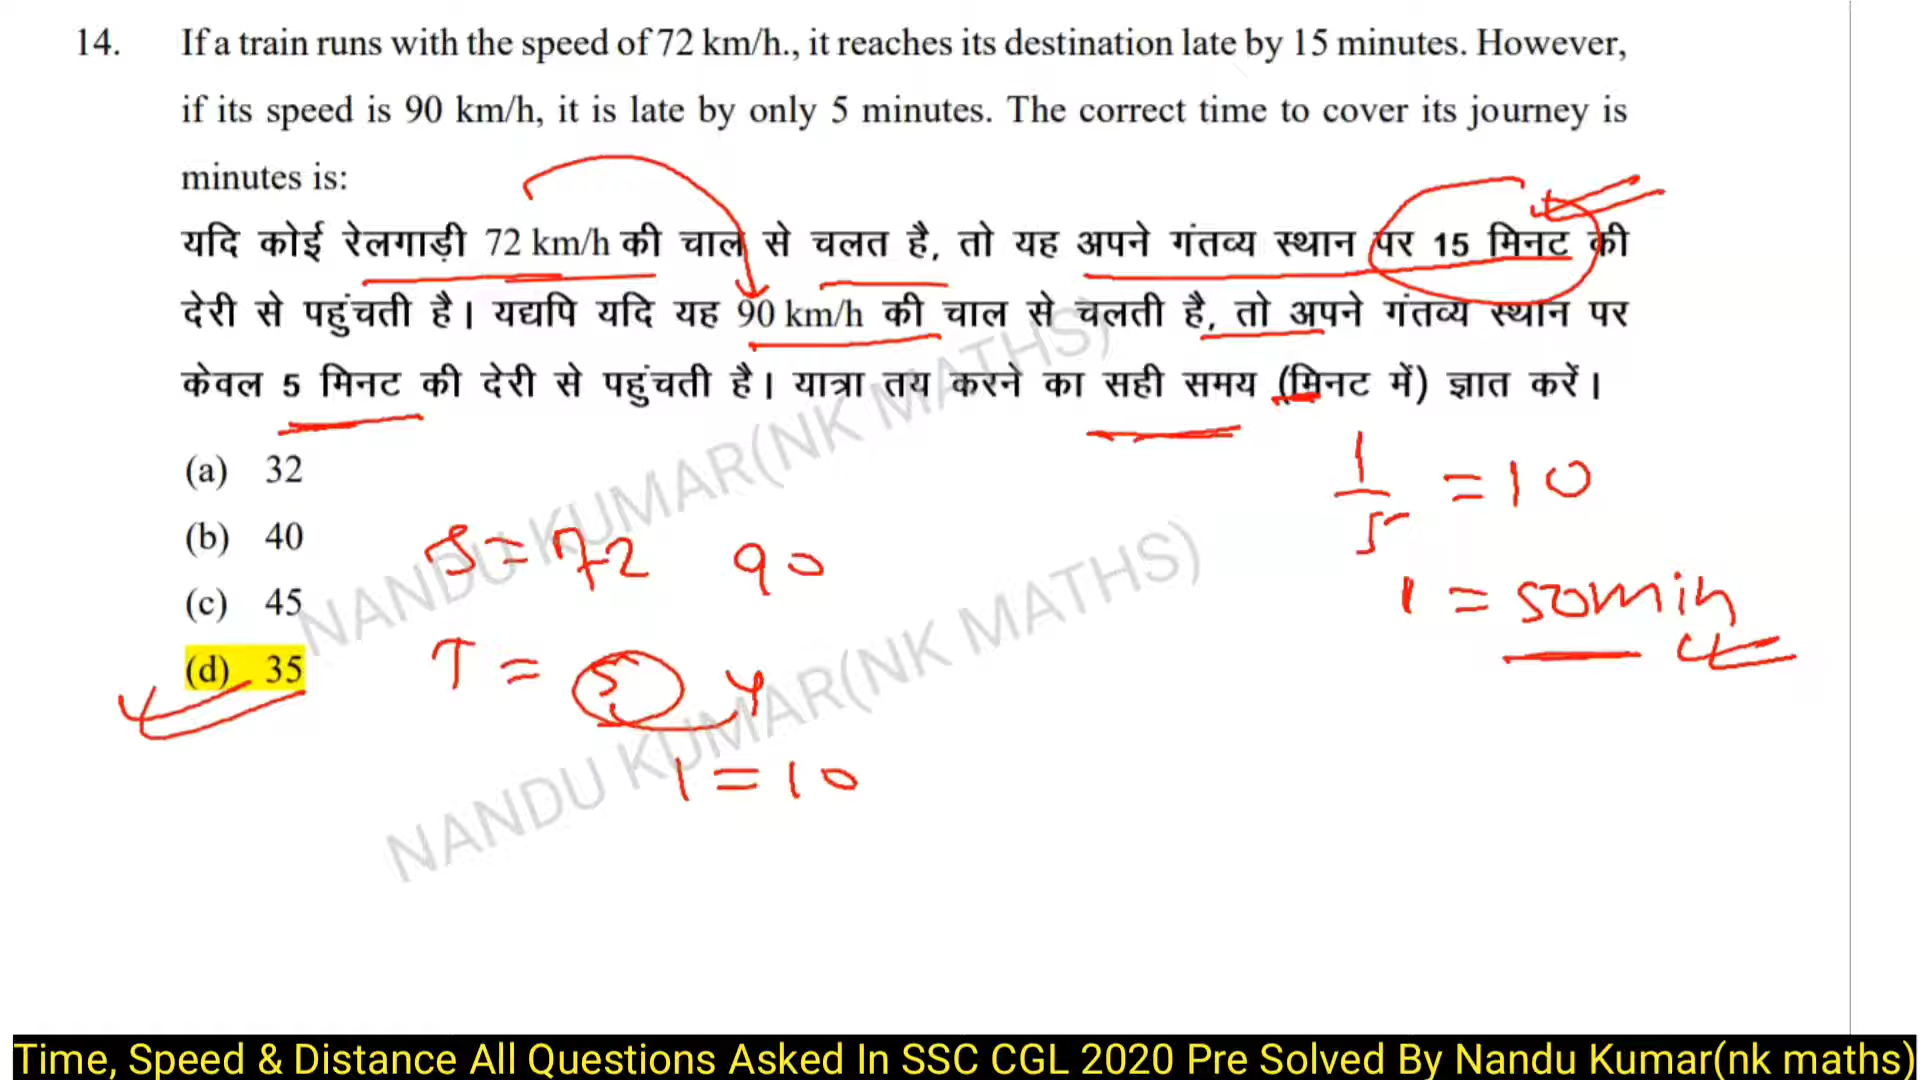 14. If a train runs with the speed of 72 km/h., it reaches its destination late by 15 minutes. However,
if its speed is 90 km/h, it is late by only 5 minutes. The correct time to cover its journey is
minutes is:
यदि कोई रेलगाड़ी 72 km/h की चाल से चलत है, तो यह अपने गंतव्य स्थान पर 15 मिनट की
देरी से पहुंचती है। यद्यपि यदि यह 90 km/h की चाल से चलती है, तो अपने गंतव्य स्थान पर
केवल 5 मिनट की देरी से पहुंचती है। यात्रा तय करने का सही समय (मिनट में) ज्ञात करें।
(a) 32
(b) 40
(c) 45
(d) 35
S = 72 90
T = 5 4
1 = 10
1/5 = 10
1 = 50min
NANDU KUMAR(NK MATHS)
NANDU KUMAR(NK MATHS)
Time, Speed & Distance All Questions Asked In SSC CGL 2020 Pre Solved By Nandu Kumar(nk maths)